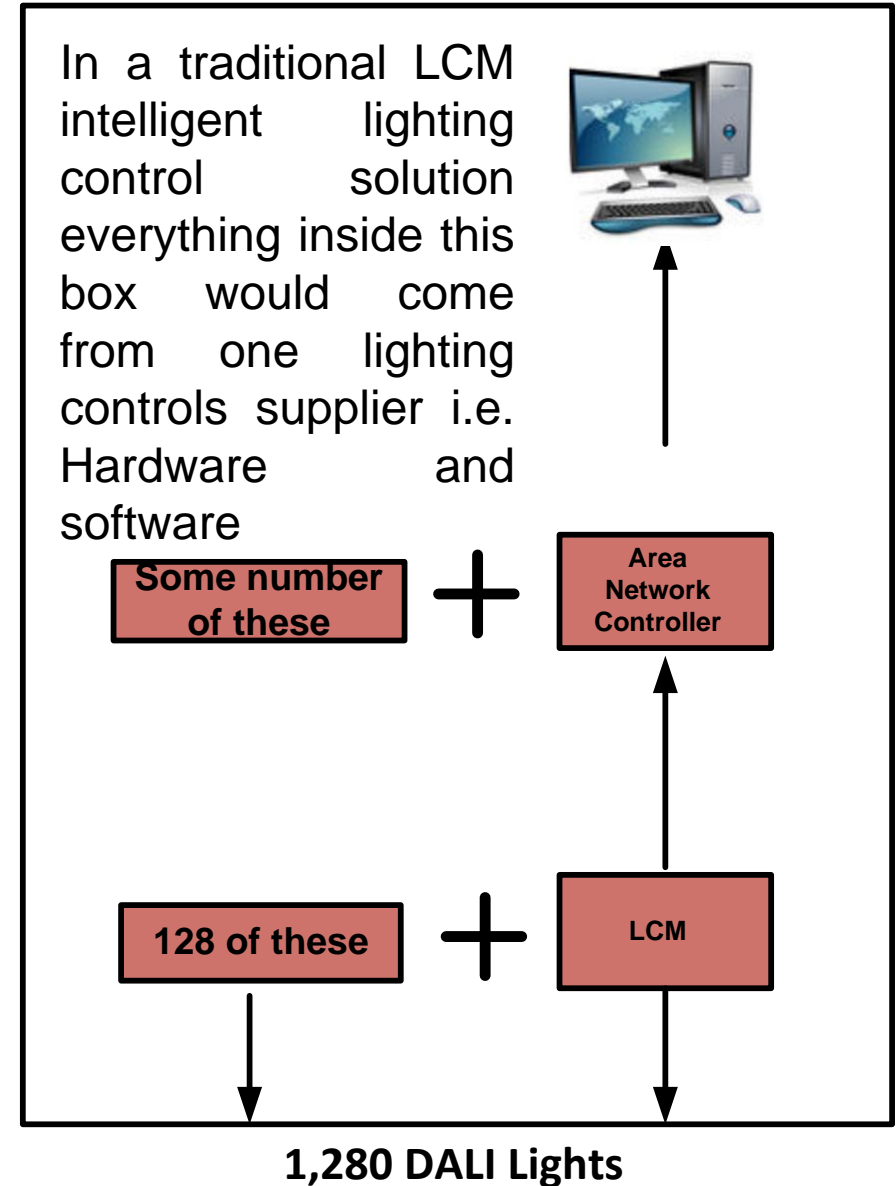 In a traditional LCM
intelligent lighting
control solution
everything inside this
box would come
from one lighting
controls supplier i.e.
Hardware and
software
Some number
of these
Area
Network
Controller
128 of these
LCM
1,280 DALI Lights